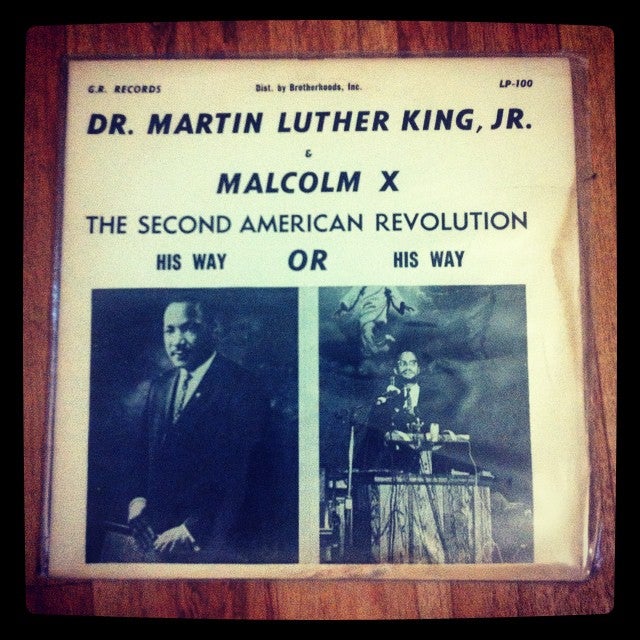 G.R. RECORDS Dist. by Brotherhoods, Inc. LP-100
DR. MARTIN LUTHER KING, JR.
&
MALCOLM X
THE SECOND AMERICAN REVOLUTION
HIS WAY OR HIS WAY